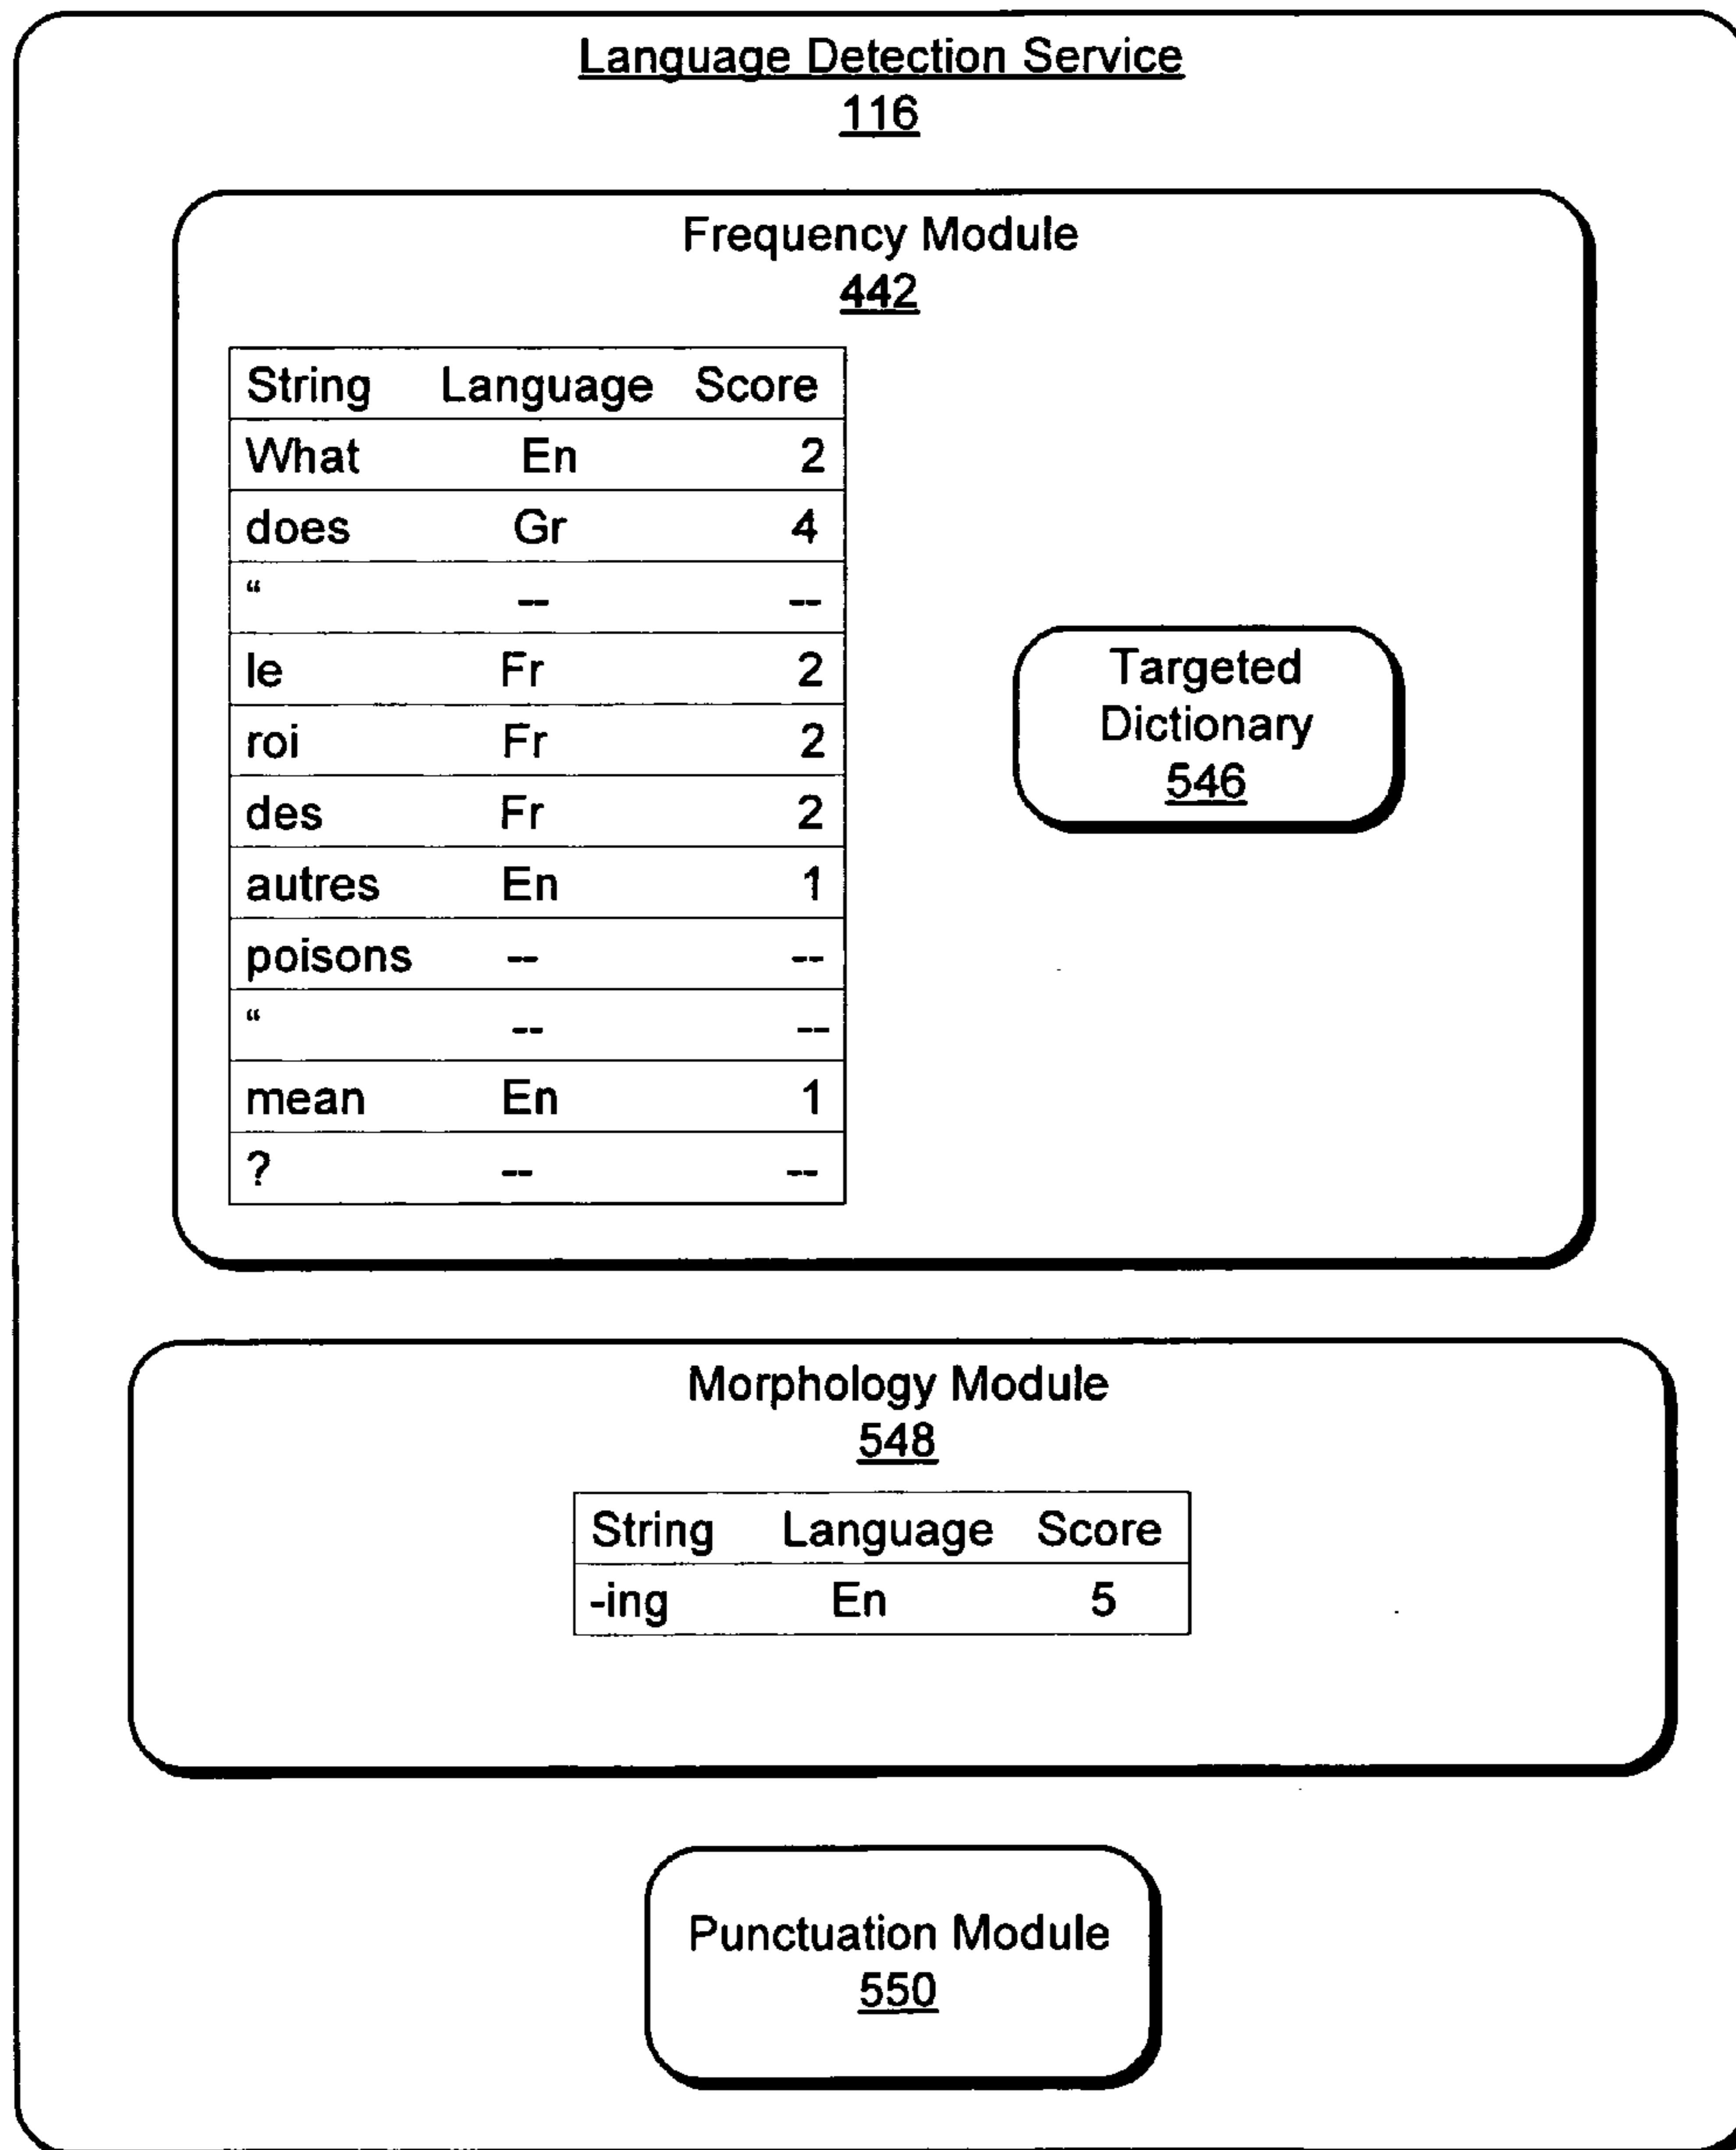 Language Detection Service
116
Frequency Module
442
String Language Score
What En 2
does Gr 4
“ -- --
le Fr 2
roi Fr 2
des Fr 2
autres En 1
poisons -- --
“ -- --
mean En 1
? -- --
Targeted
Dictionary
546
Morphology Module
548
String Language Score
-ing En 5
Punctuation Module
550